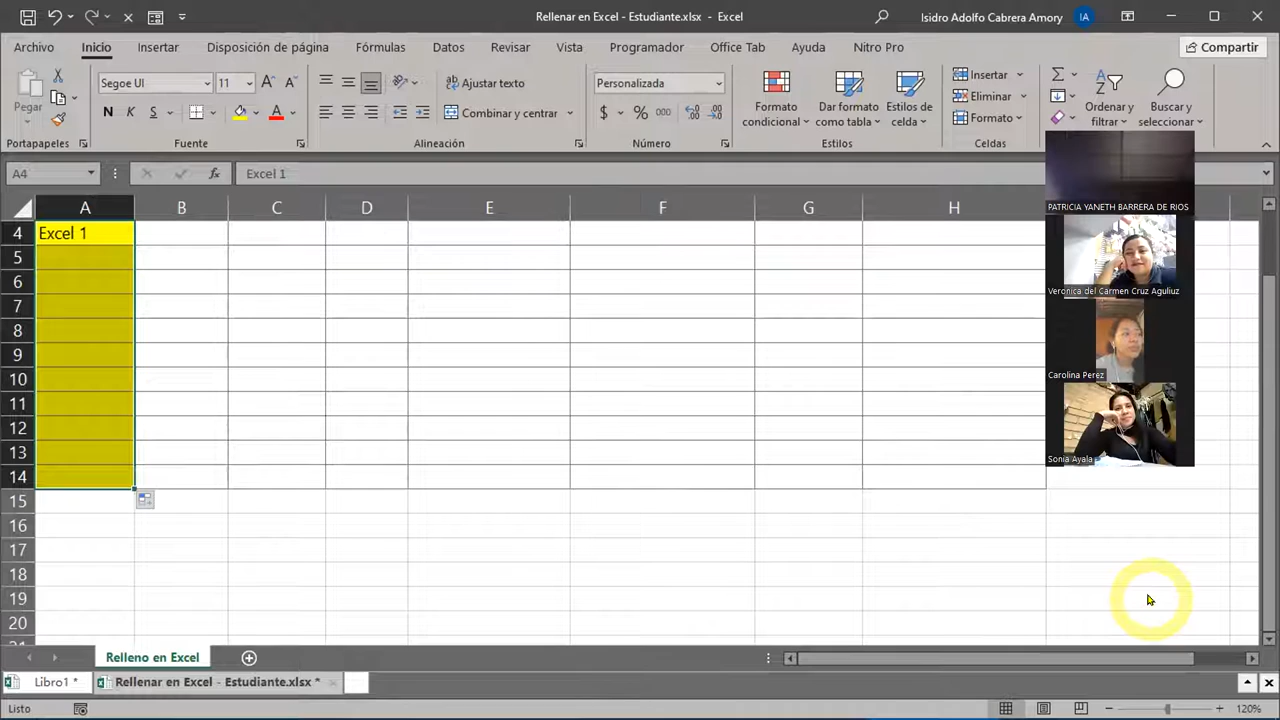 Rellenar en Excel - Estudiante.xlsx - Excel
Isidro Adolfo Cabrera Amory
IA
Archivo
Inicio
Insertar
Disposición de página
Fórmulas
Datos
Revisar
Vista
Programador
Office Tab
Ayuda
Nitro Pro
Compartir
Pegar
Segoe UI
11
N K S
Ajustar texto
Combinar y centrar
Personalizada
$ % 000
Formato condicional
Dar formato como tabla
Estilos de celda
Insertar
Eliminar
Formato
Ordenar y filtrar
Buscar y seleccionar
Portapapeles
Fuente
Alineación
Número
Estilos
Celdas
A4
fx
Excel 1
A B C D E F G H
4 Excel 1
5
6
7
8
9
10
11
12
13
14
15
16
17
18
19
20
PATRICIA YANETH BARRERA DE RIOS
Veronica del Carmen Cruz Aguliuz
Carolina Perez
Sonia Ayala
Relleno en Excel
Libro1 *
Rellenar en Excel - Estudiante.xlsx *
Listo
120%